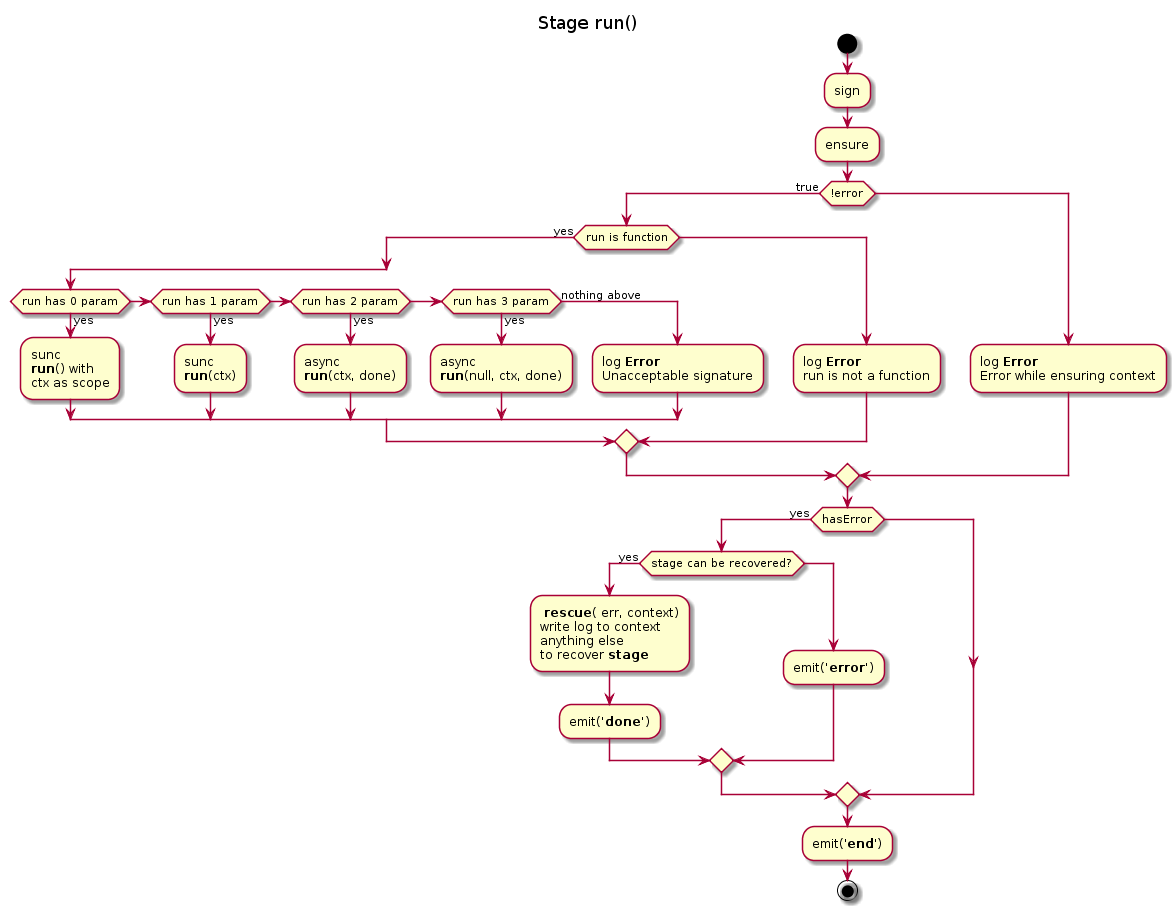 Stage run()
sign
ensure
true
!error
yes
run is function
run has 0 param
run has 1 param
run has 2 param
run has 3 param
nothing above
yes
yes
yes
yes
sunc
run() with
ctx as scope
sunc
run(ctx)
async
run(ctx, done)
async
run(null, ctx, done)
log Error
Unacceptable signature
log Error
run is not a function
log Error
Error while ensuring context
yes
hasError
yes
stage can be recovered?
rescue( err, context)
write log to context
anything else
to recover stage
emit('error')
emit('done')
emit('end')